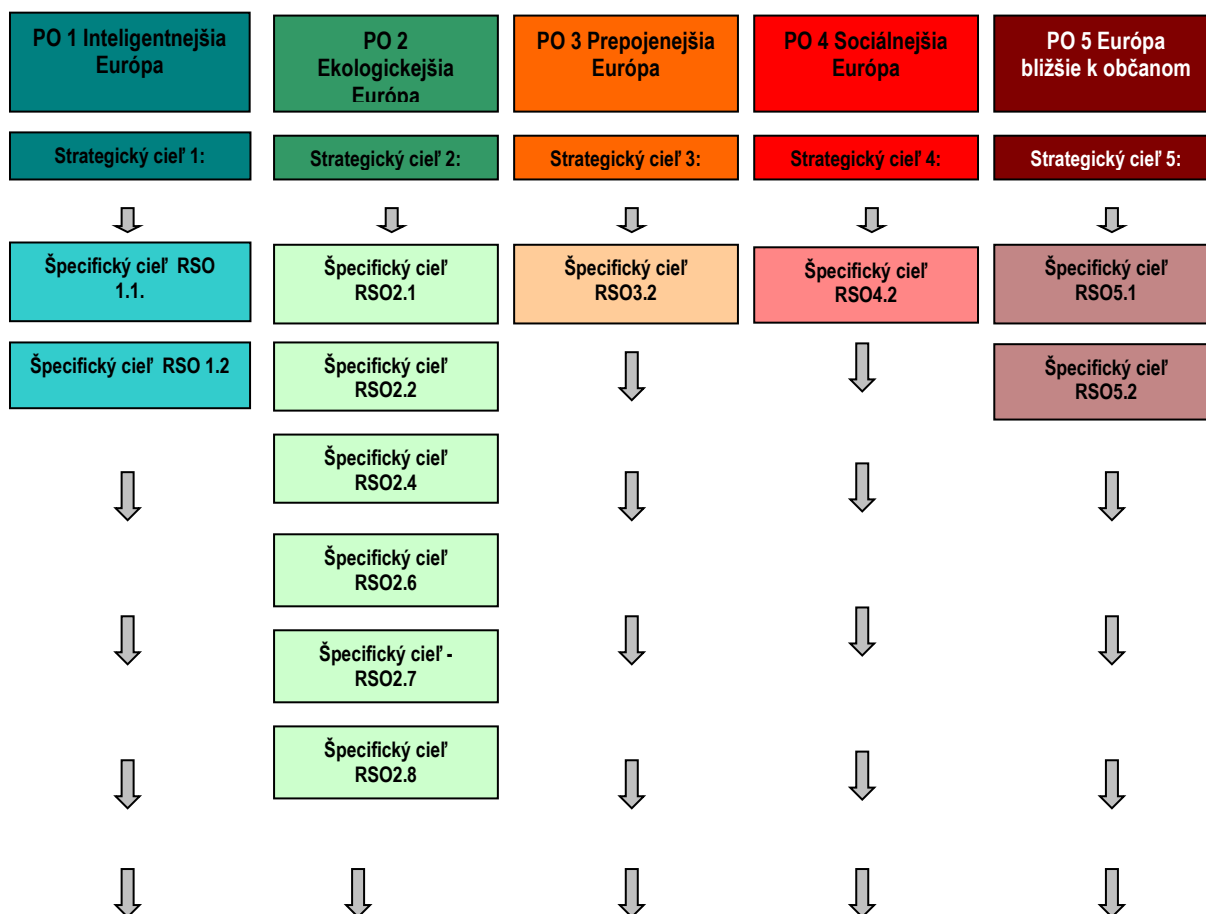 PO 1 Inteligentnejšia
Európa
PO 2
Ekologickejšia
Európa
PO 3 Prepojenejšia
Európa
PO 4 Sociálnejšia
Európa
PO 5 Európa
bližšie k občanom
Strategický cieľ 1:
Strategický cieľ 2:
Strategický cieľ 3:
Strategický cieľ 4:
Strategický cieľ 5:
Špecifický cieľ RSO
1.1.
Špecifický cieľ
RSO2.1
Špecifický cieľ
RSO3.2
Špecifický cieľ
RSO4.2
Špecifický cieľ
RSO5.1
Špecifický cieľ RSO 1.2
Špecifický cieľ
RSO2.2
Špecifický cieľ
RSO5.2
Špecifický cieľ
RSO2.4
Špecifický cieľ
RSO2.6
Špecifický cieľ -
RSO2.7
Špecifický cieľ
RSO2.8